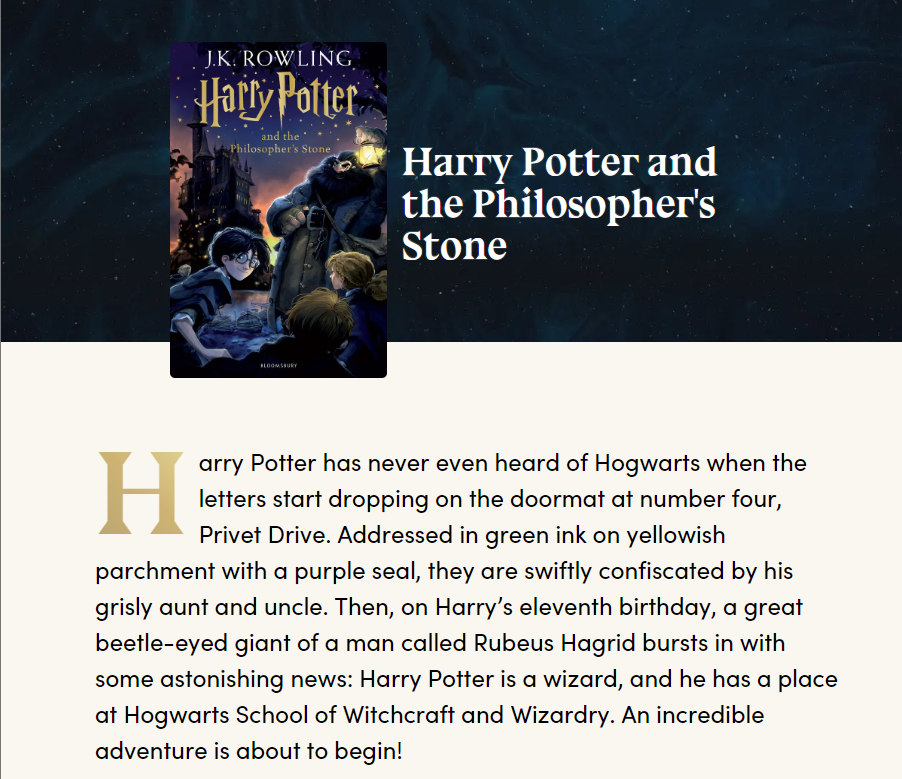 J.K. ROWLING
Harry Potter
and the
Philosopher's Stone
BLOOMSBURY
Harry Potter and
the Philosopher's
Stone
Harry Potter has never even heard of Hogwarts when the
letters start dropping on the doormat at number four,
Privet Drive. Addressed in green ink on yellowish
parchment with a purple seal, they are swiftly confiscated by his
grisly aunt and uncle. Then, on Harry’s eleventh birthday, a great
beetle-eyed giant of a man called Rubeus Hagrid bursts in with
some astonishing news: Harry Potter is a wizard, and he has a place
at Hogwarts School of Witchcraft and Wizardry. An incredible
adventure is about to begin!